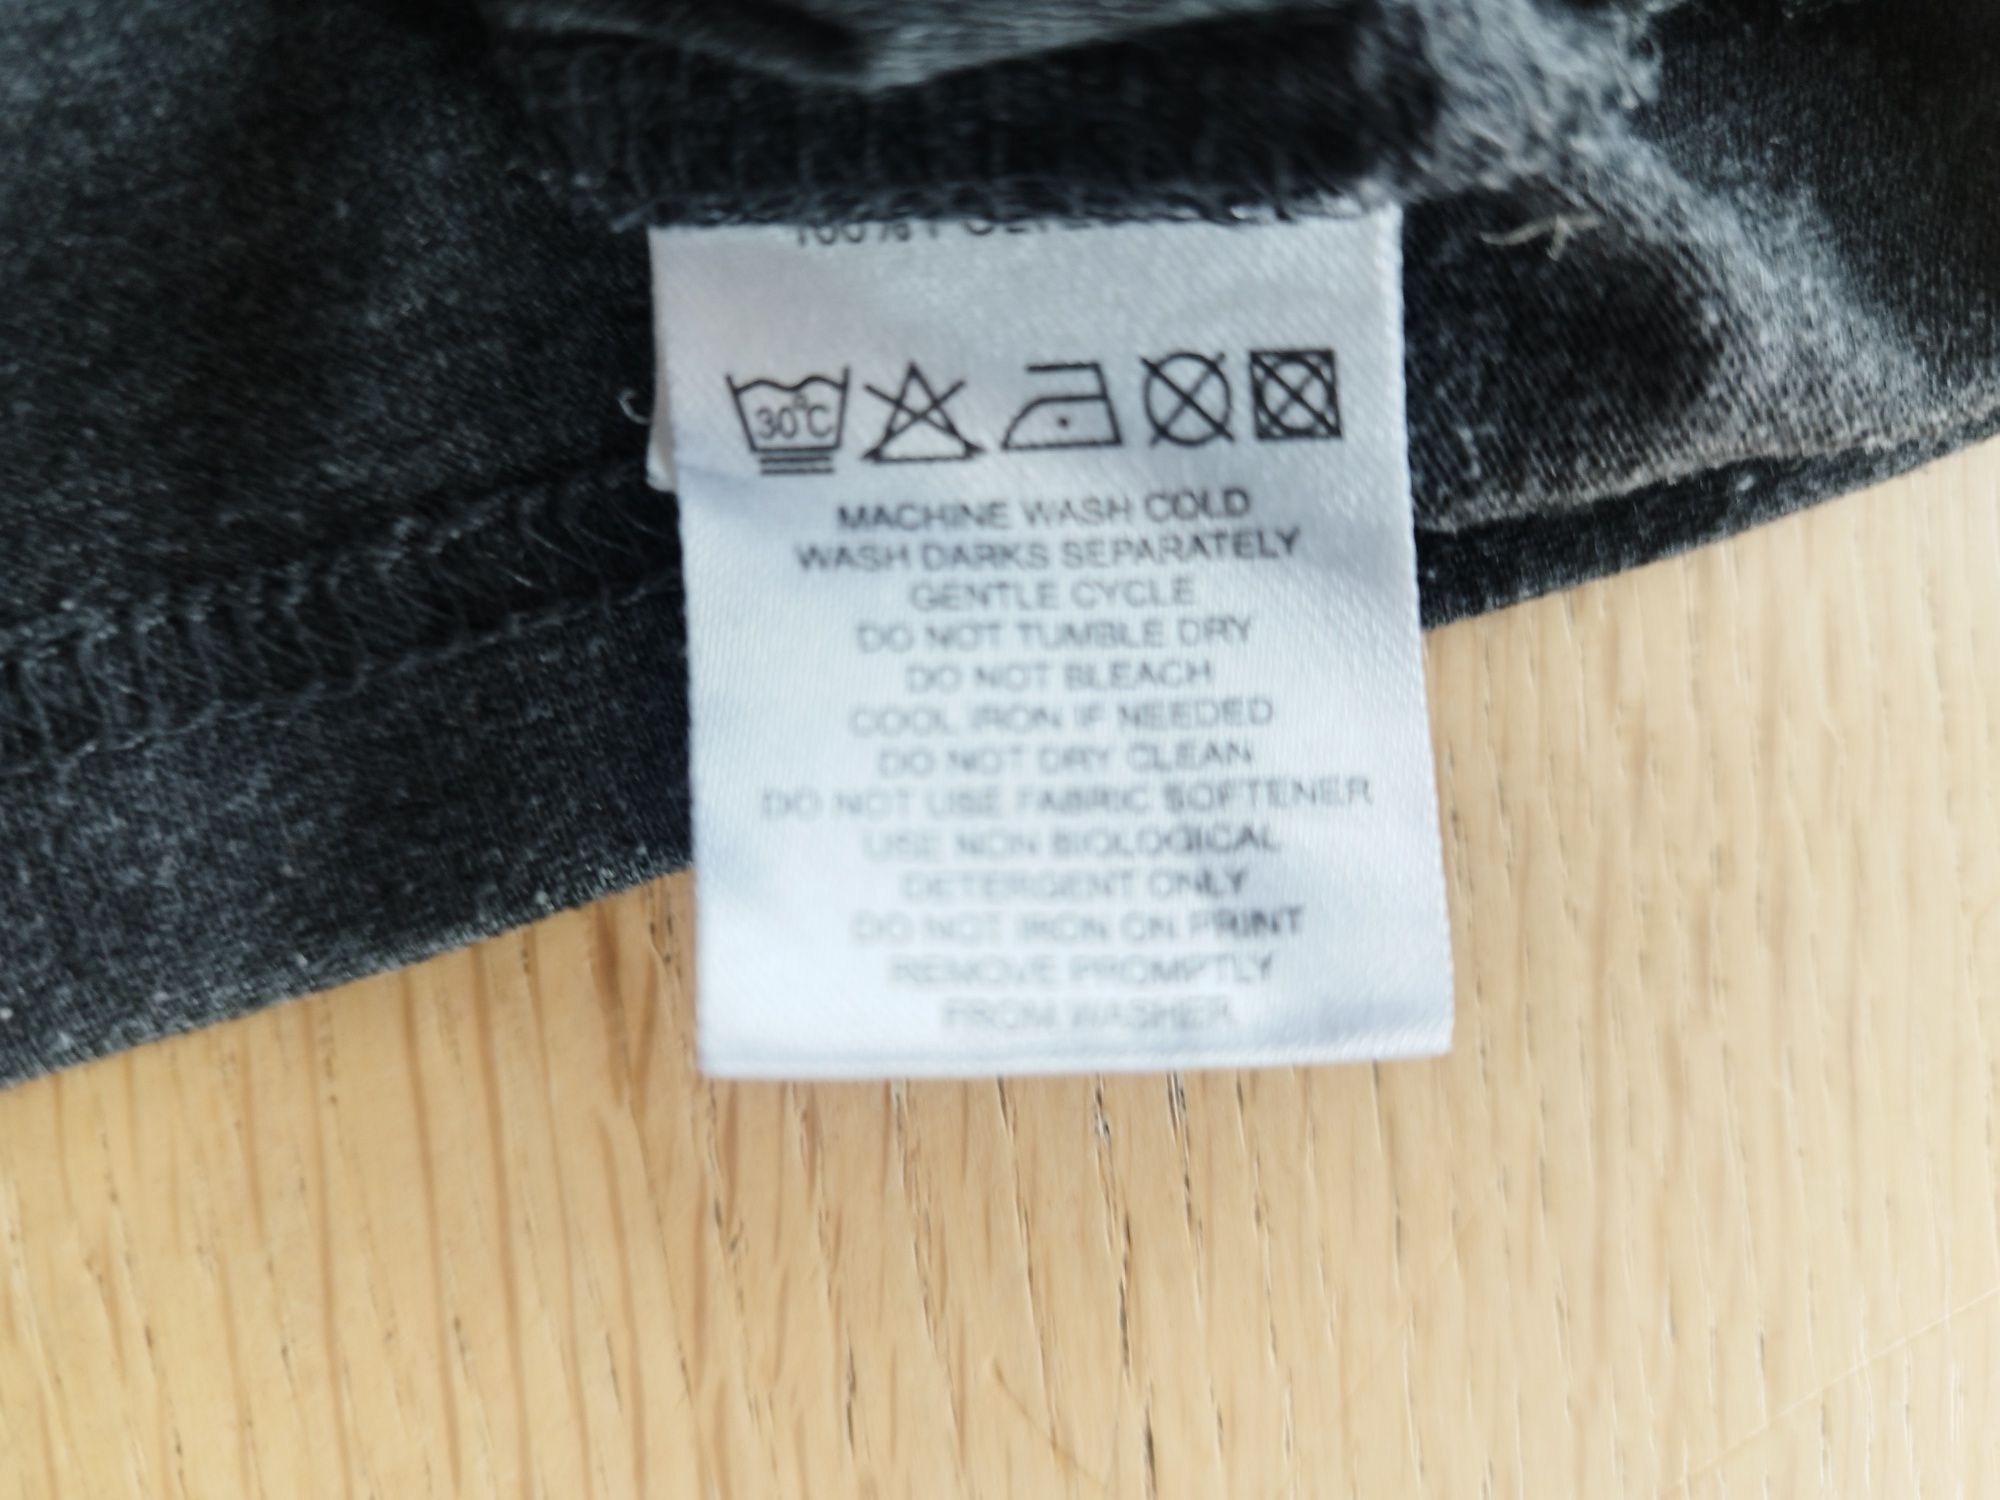 100%
30°C
MACHINE WASH COLD
WASH DARKS SEPARATELY
GENTLE CYCLE
DO NOT TUMBLE DRY
DO NOT BLEACH
COOL IRON IF NEEDED
DO NOT DRY CLEAN
DO NOT USE FABRIC SOFTENER
USE NON BIOLOGICAL
DETERGENT ONLY
DO NOT IRON ON PRINT
REMOVE PROMPTLY
FROM WASHER